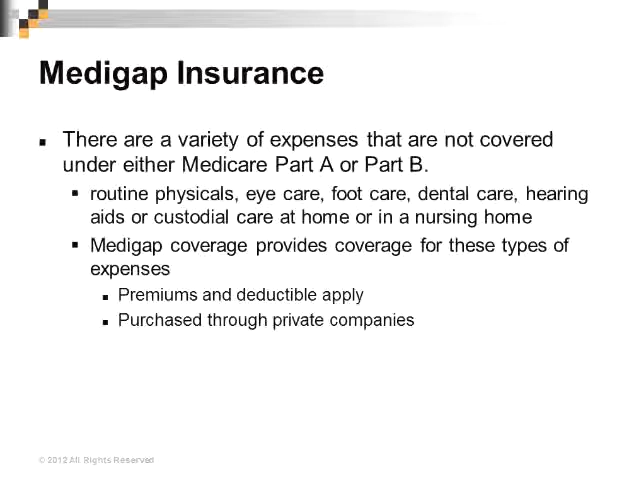 Medigap Insurance
There are a variety of expenses that are not covered
under either Medicare Part A or Part B.
routine physicals, eye care, foot care, dental care, hearing
aids or custodial care at home or in a nursing home
Medigap coverage provides coverage for these types of
expenses
Premiums and deductible apply
Purchased through private companies
© 2012 All Rights Reserved